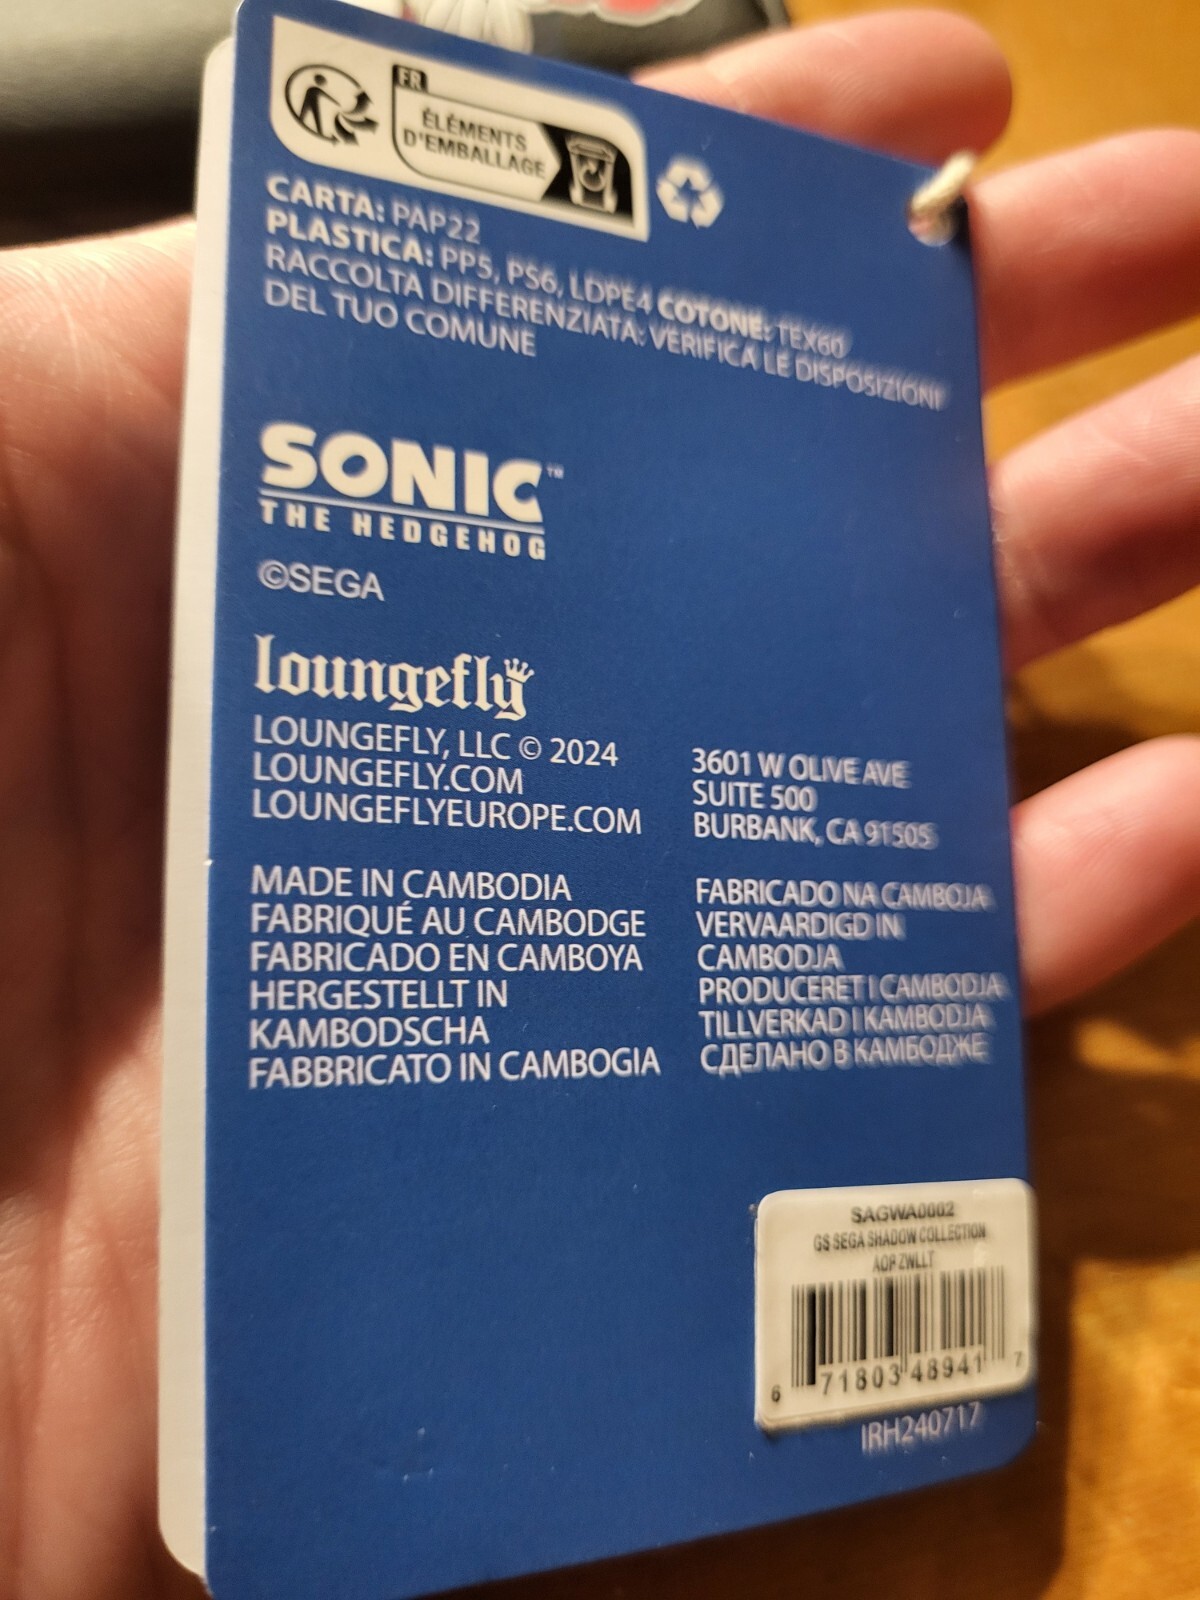 FR
ÉLÉMENTS
D'EMBALLAGE
CARTA: PAP22
PLASTICA: PP5, PS6, LDPE4 COTONE: TEX60
RACCOLTA DIFFERENZIATA: VERIFICA LE DISPOSIZIONI
DEL TUO COMUNE
SONIC™
THE HEDGEHOG
©SEGA
loungefly
LOUNGEFLY, LLC © 2024
LOUNGEFLY.COM
LOUNGEFLYEUROPE.COM
3601 W OLIVE AVE
SUITE 500
BURBANK, CA 91505
MADE IN CAMBODIA
FABRIQUÉ AU CAMBODGE
FABRICADO EN CAMBOYA
HERGESTELLT IN
KAMBODSCHA
FABBRICATO IN CAMBOGIA
FABRICADO NA CAMBOJA
VERVAARDIGD IN
CAMBODJA
PRODUCERET I CAMBODJA
TILLVERKAD I KAMBODJA
СДЕЛАНО В КАМБОДЖЕ
SAGWA0002
GS SEGA SHADOW COLLECTION
AOP ZWLLT
6 71803 48941 7
IRH240717